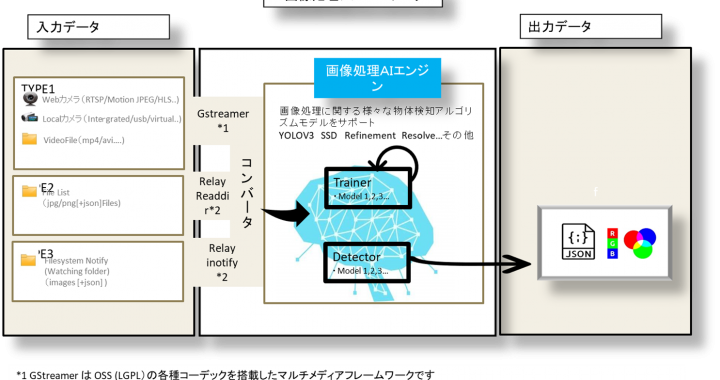 入力データ
出力データ
TYPE1
Webカメラ(RTSP/Motion JPEG/HLS..)
Localカメラ(Intergrated/usb/virtual..)
VideoFile(mp4/avi....)
'E2
File List
(jpg/png[+json]Files)
'E3
Filesystem Notify
(Watching folder)
(images [+json] )
Gstreamer
*1
Relay
Readdi
r*2
Relay
inotify
*2
コンバータ
画像処理AIエンジ
ン
画像処理に関する様々な物体検知アルゴリ
ズムモデルをサポート
YOLOV3 SSD Refinement Resolve...その他
Trainer
・Model 1,2,3...
Detector
・Model 1,2,3...
f
{;}
JSON
R
G
B
*1 GStreamer は OSS (LGPL) の各種コーデックを搭載したマルチメディアフレームワークです